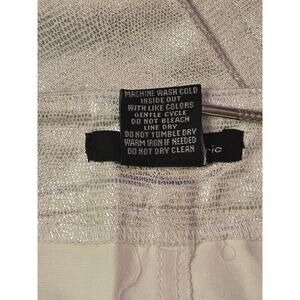 MACHINE WASH COLD
INSIDE OUT
WITH LIKE COLORS
GENTLE CYCLE
DO NOT BLEACH
LINE DRY
DO NOT TUMBLE DRY
WARM IRON IF NEEDED
DO NOT DRY CLEAN